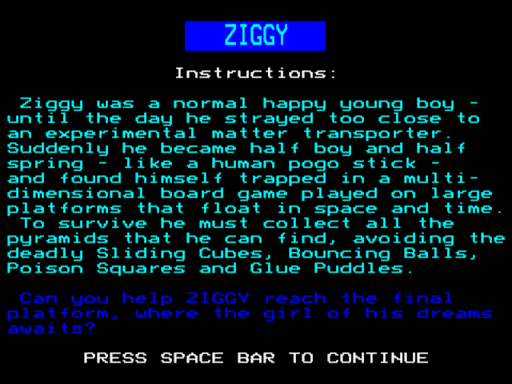 ZIGGY
Instructions:
Ziggy was a normal happy young boy -
until the day he strayed too close to
an experimental matter transporter.
Suddenly he became half boy and half
spring - like a human pogo stick -
and found himself trapped in a multi-
dimensional board game played on large
platforms that float in space and time.
To survive he must collect all the
pyramids that he can find, avoiding the
deadly Sliding Cubes, Bouncing Balls,
Poison Squares and Glue Puddles.
Can you help ZIGGY reach the final
platform, where the girl of his dreams
awaits?
PRESS SPACE BAR TO CONTINUE